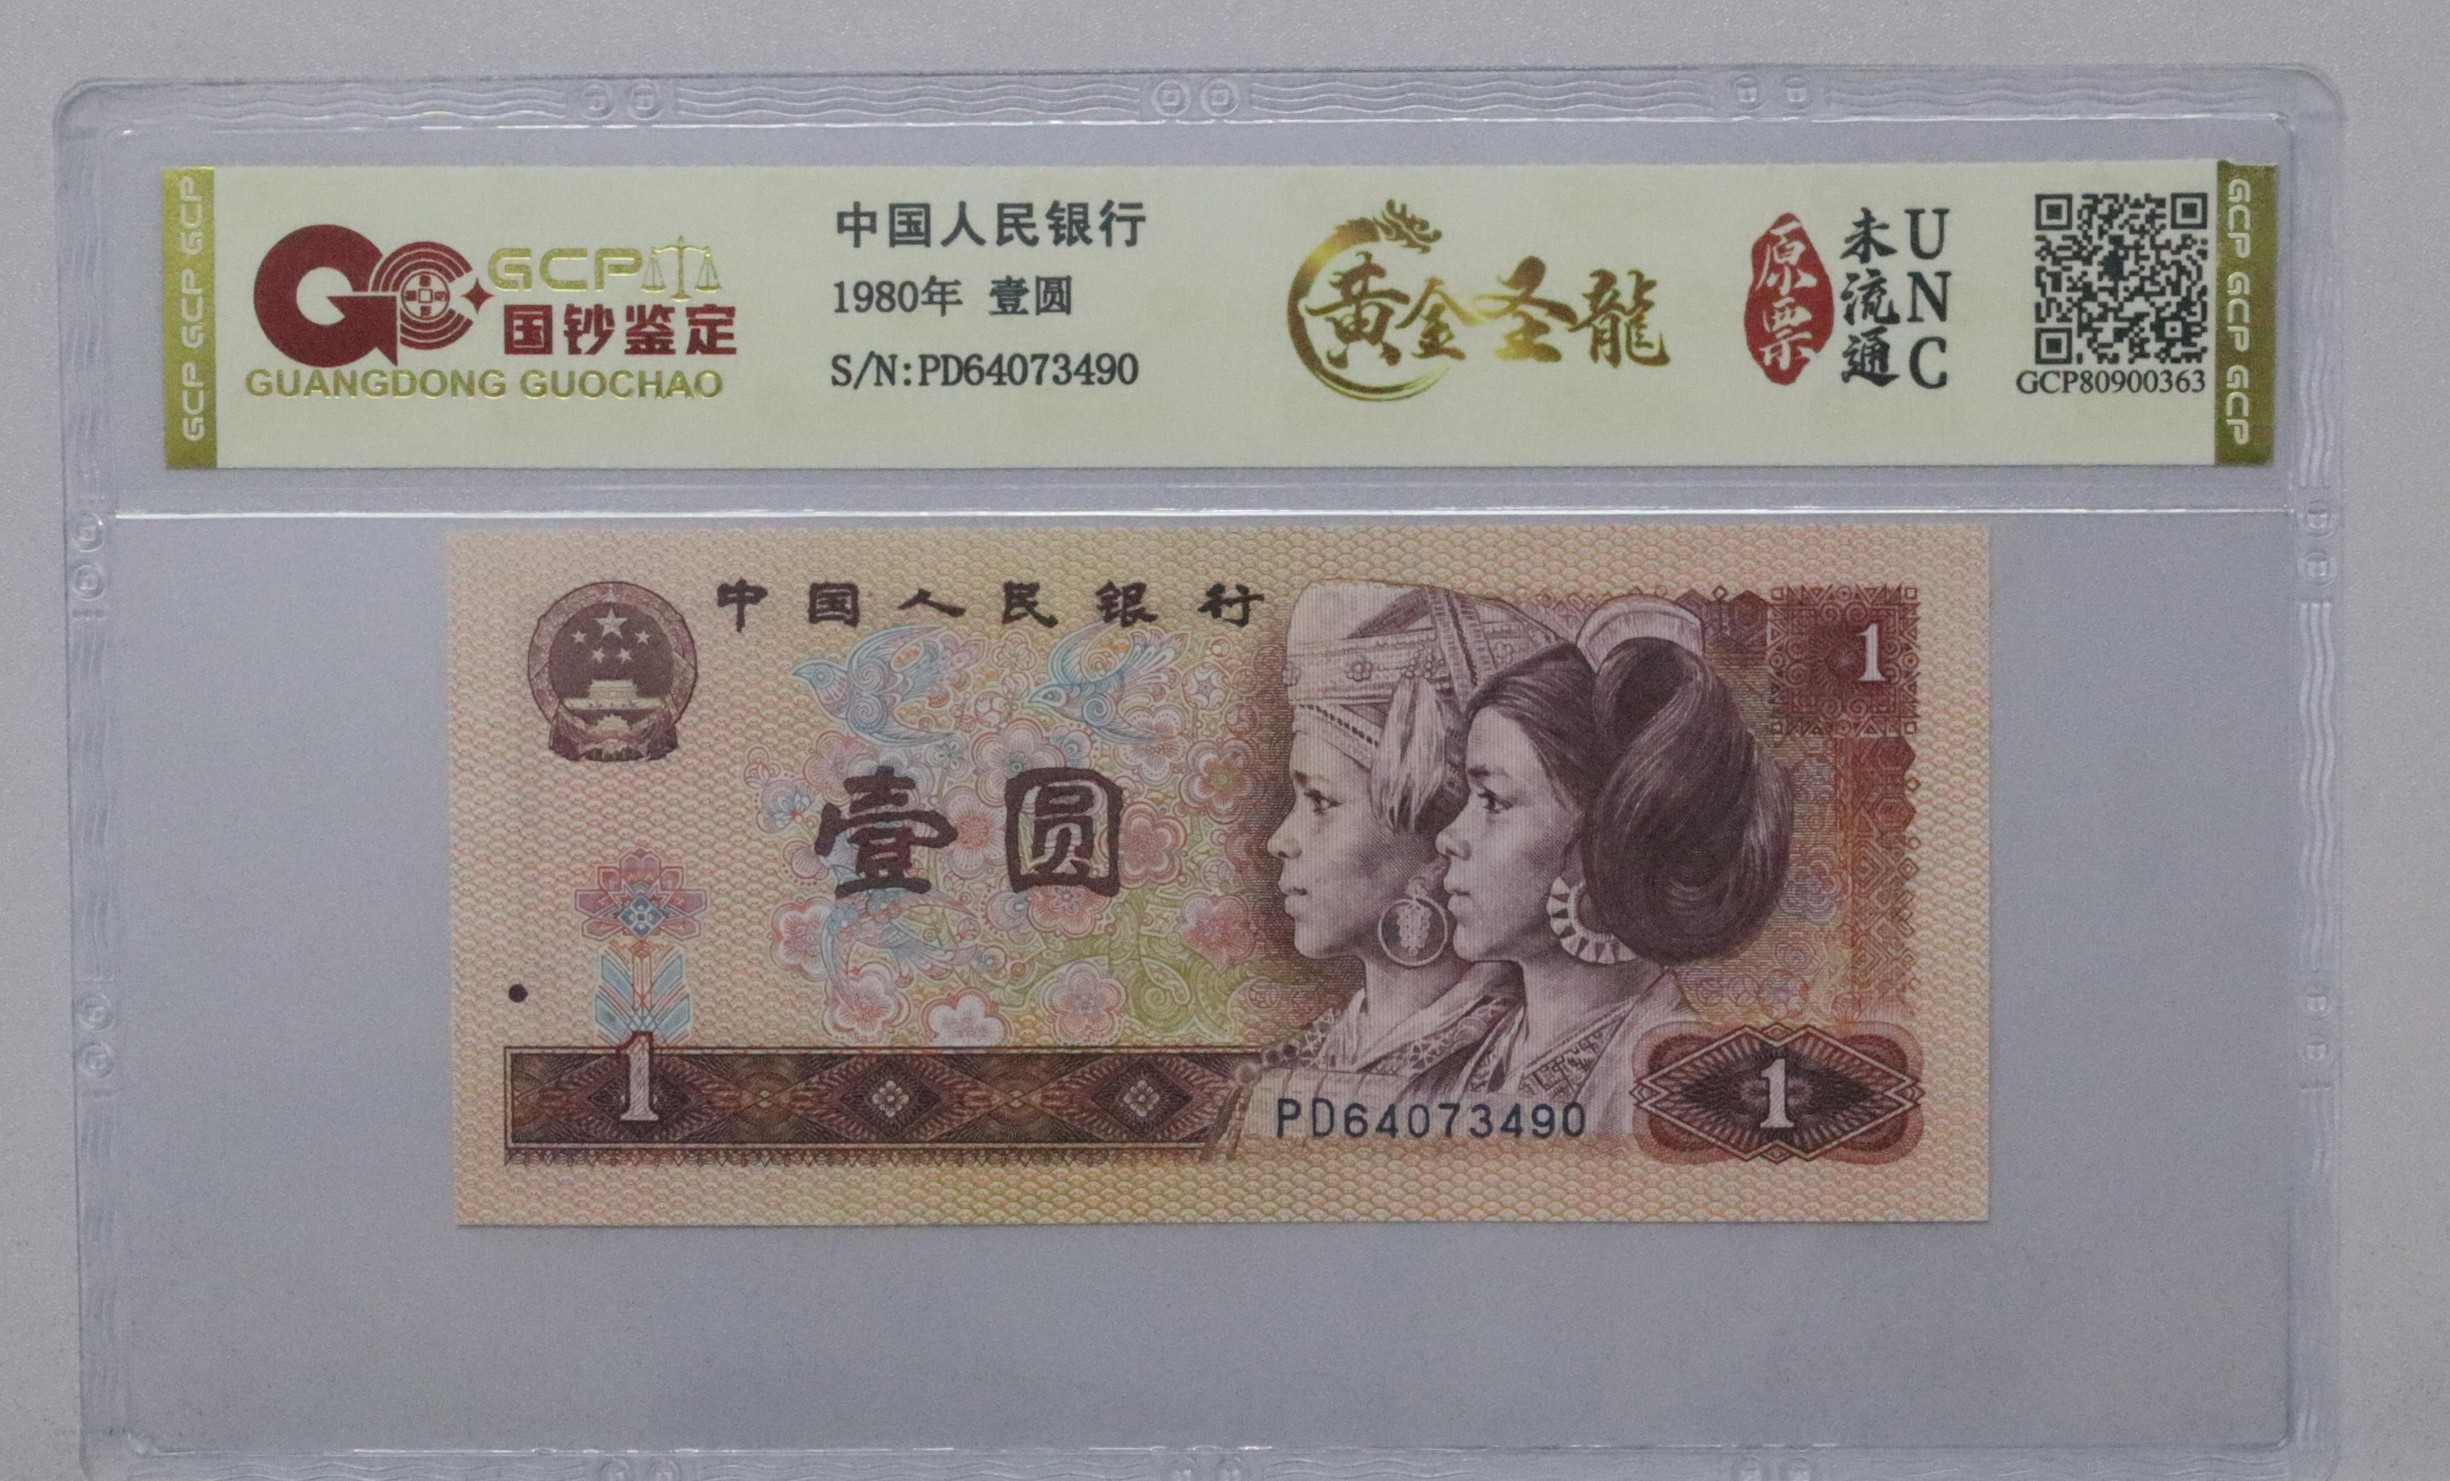 GCP GCP GCP
GCP
国钞鉴定
GUANGDONG GUOCHAO
中国人民银行
1980年 壹圆
S/N:PD64073490
黄金圣龍
原票
未流通
UNC
GCP80900363
GCP GCP GCP
中国人民银行
1
壹圆
1
PD64073490
1